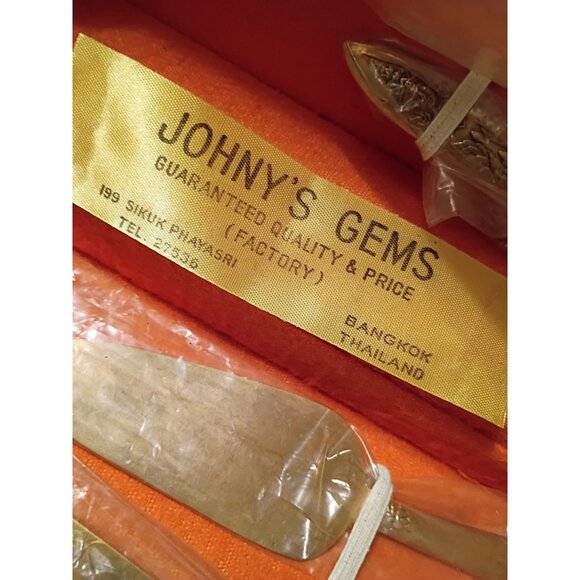 JOHNY'S GEMS
GUARANTEED QUALITY & PRICE
(FACTORY)
199 SIKUK PHAYASRI
TEL. 27536
BANGKOK
THAILAND